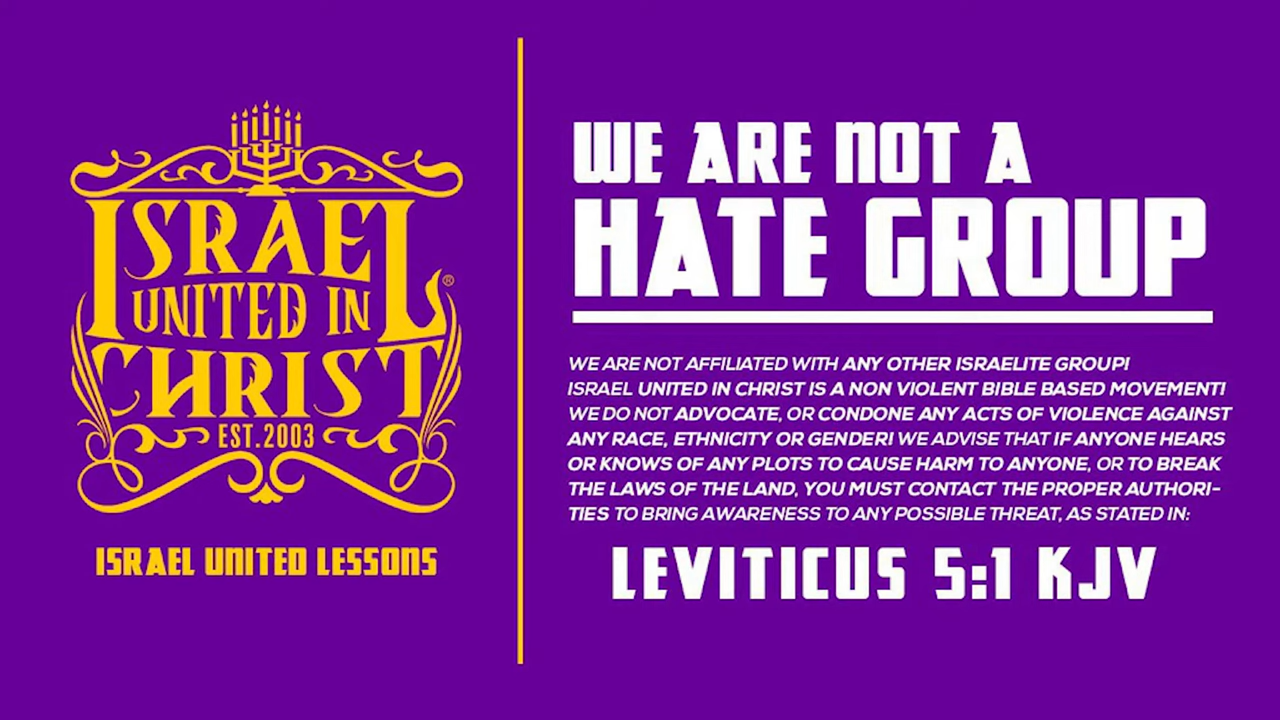 ISRAEL
UNITED IN
CHRIST
®
EST.2003
ISRAEL UNITED LESSONS
WE ARE NOT A
HATE GROUP
WE ARE NOT AFFILIATED WITH ANY OTHER ISRAELITE GROUP!
ISRAEL UNITED IN CHRIST IS A NON VIOLENT BIBLE BASED MOVEMENT!
WE DO NOT ADVOCATE, OR CONDONE ANY ACTS OF VIOLENCE AGAINST
ANY RACE, ETHNICITY OR GENDER! WE ADVISE THAT IF ANYONE HEARS
OR KNOWS OF ANY PLOTS TO CAUSE HARM TO ANYONE, OR TO BREAK
THE LAWS OF THE LAND, YOU MUST CONTACT THE PROPER AUTHORI-
TIES TO BRING AWARENESS TO ANY POSSIBLE THREAT, AS STATED IN:
LEVITICUS 5:1 KJV